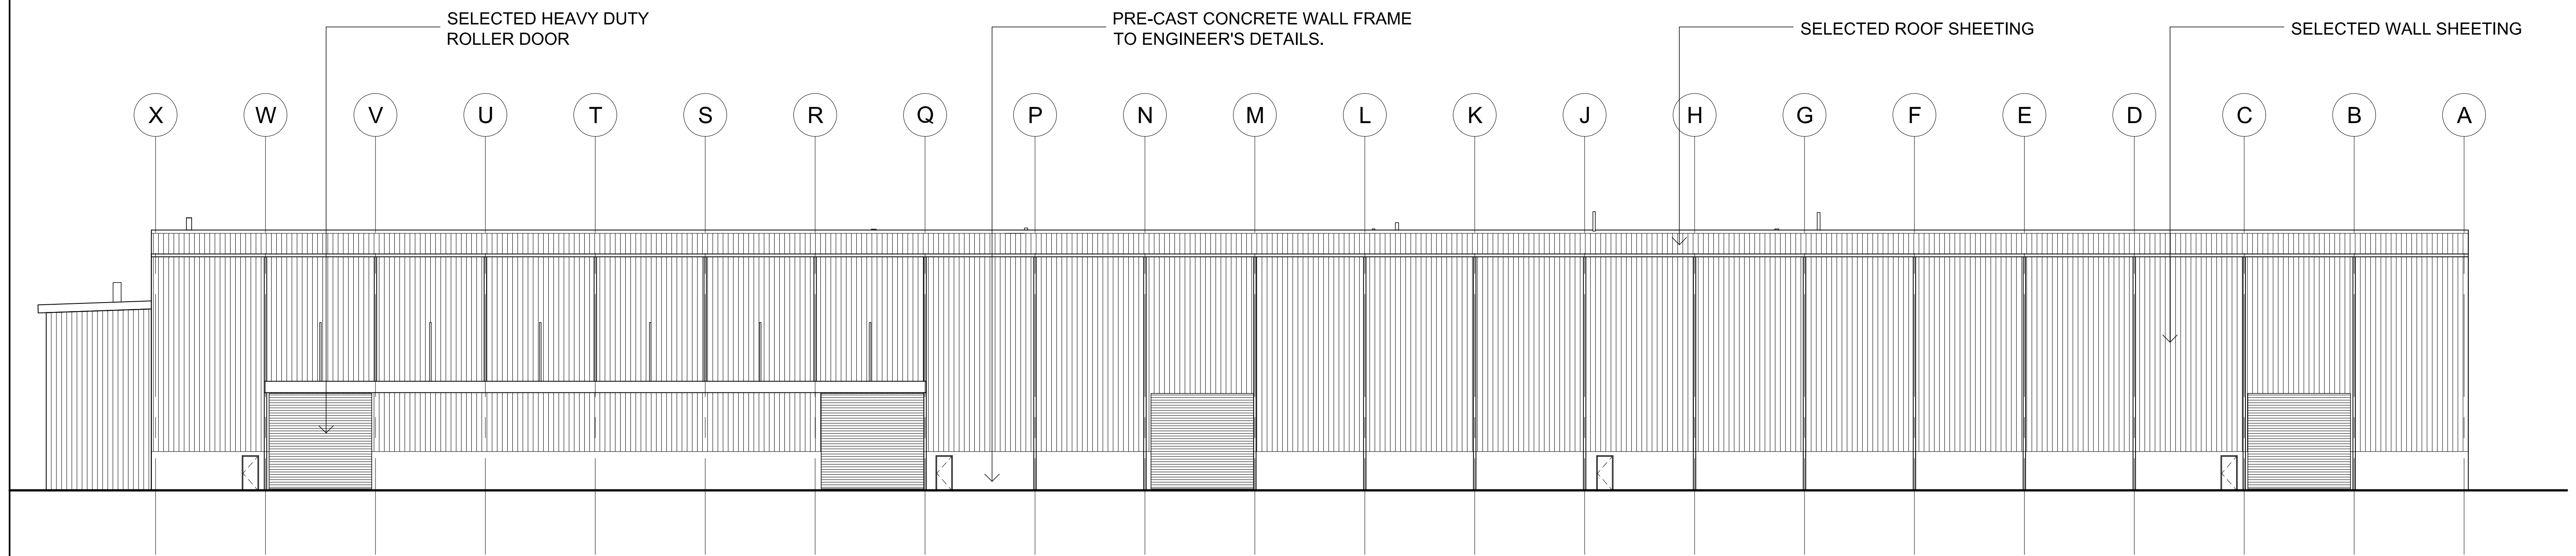 SELECTED HEAVY DUTY
ROLLER DOOR
PRE-CAST CONCRETE WALL FRAME
TO ENGINEER'S DETAILS.
SELECTED ROOF SHEETING
SELECTED WALL SHEETING
X W V U T S R Q P N M L K J H G F E D C B A